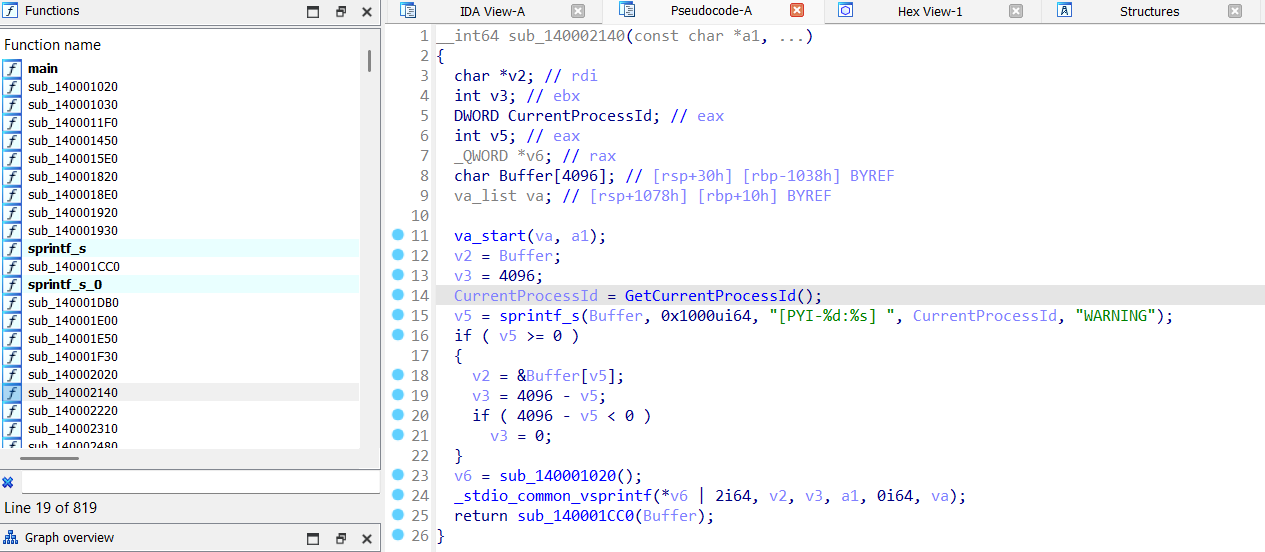 Functions
Function name
main
sub_140001020
sub_140001030
sub_1400011F0
sub_140001450
sub_1400015E0
sub_140001820
sub_1400018E0
sub_140001920
sub_140001930
sprintf_s
sub_140001CC0
sprintf_s_0
sub_140001DB0
sub_140001E00
sub_140001E50
sub_140001F30
sub_140002020
sub_140002140
sub_140002220
sub_140002310
sub_140002480
Line 19 of 819
Graph overview
IDA View-A Pseudocode-A Hex View-1 Structures
1 __int64 sub_140002140(const char *a1, ...)
2 {
3 char *v2; // rdi
4 int v3; // ebx
5 DWORD CurrentProcessId; // eax
6 int v5; // eax
7 _QWORD *v6; // rax
8 char Buffer[4096]; // [rsp+30h] [rbp-1038h] BYREF
9 va_list va; // [rsp+1078h] [rbp+10h] BYREF
10
11 va_start(va, a1);
12 v2 = Buffer;
13 v3 = 4096;
14 CurrentProcessId = GetCurrentProcessId();
15 v5 = sprintf_s(Buffer, 0x1000ui64, "[PYI-%d:%s] ", CurrentProcessId, "WARNING");
16 if ( v5 >= 0 )
17 {
18 v2 = &Buffer[v5];
19 v3 = 4096 - v5;
20 if ( 4096 - v5 < 0 )
21 v3 = 0;
22 }
23 v6 = sub_140001020();
24 _stdio_common_vsprintf(*v6 | 2i64, v2, v3, a1, 0i64, va);
25 return sub_140001CC0(Buffer);
26 }